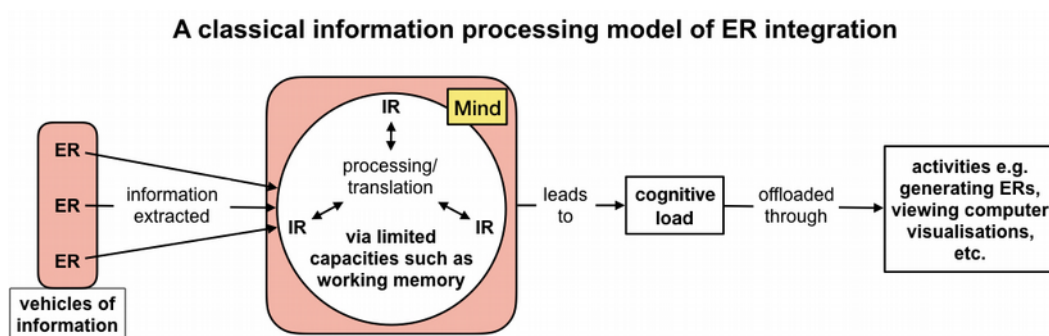 A classical information processing model of ER integration
ER
ER
ER
vehicles of
information
information
extracted
Mind
IR
processing/
translation
IR
IR
via limited
capacities such as
working memory
leads
to
cognitive
load
offloaded
through
activities e.g.
generating ERs,
viewing computer
visualisations,
etc.